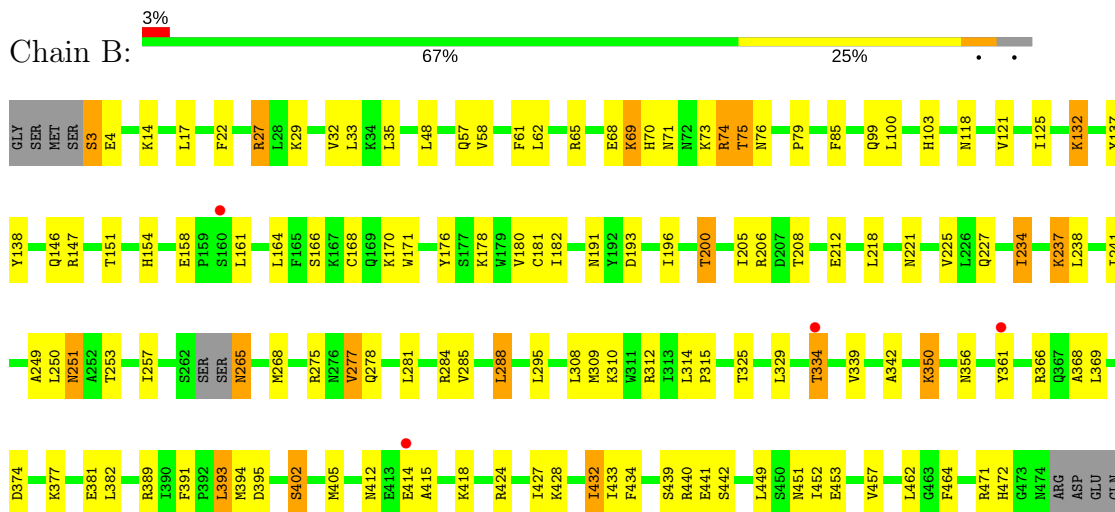 3%
Chain B:
67% 25% • •
GLY SER MET SER S3 E4 K14 L17 F22 R27 L28 K29 V32 L33 K34 L35 L48 Q57 V58 F61 L62 R65 E68 K69 H70 N71 N72 K73 R74 T75 N76 P79 F85 Q99 L100 H103 N118 V121 I125 K132 Y137
Y138 Q146 R147 T151 H154 E158 P159 S160 L161 L164 F165 S166 K167 C168 Q169 K170 W171 Y176 S177 K178 W179 V180 C181 I182 N191 Y192 D193 I196 T200 I205 R206 D207 T208 E212 L218 N221 V225 L226 Q227 I234 K237 L238
A249 L250 N251 A252 T253 I257 S262 SER SER N265 M268 R275 N276 V277 Q278 L281 R284 V285 L288 L295 L308 M309 K310 W311 R312 I313 L314 P315 T325 L329 T334 V339 A342 K350 N356 Y361 R366 Q367 A368 L369
D374 K377 E381 L382 R389 I390 F391 P392 L393 M394 D395 S402 M405 N412 E413 E414 A415 K418 R424 I427 K428 I432 I433 F434 S439 R440 E441 S442 L449 S450 N451 I452 E453 V457 L462 G463 F464 R471 H472 G473 N474 ARG ASP GLU GLN